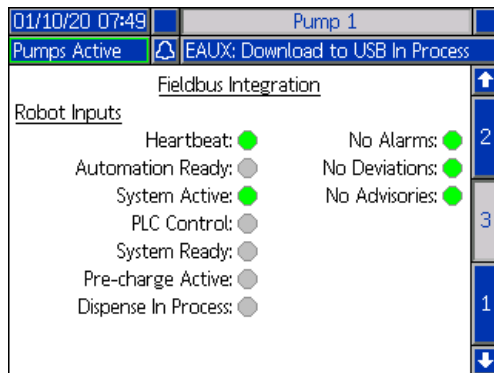 01/10/20 07:49 Pump 1
Pumps Active EAUX: Download to USB In Process
Fieldbus Integration
Robot Inputs
Heartbeat: No Alarms:
Automation Ready: No Deviations:
System Active: No Advisories:
PLC Control:
System Ready:
Pre-charge Active:
Dispense In Process:
2
3
1